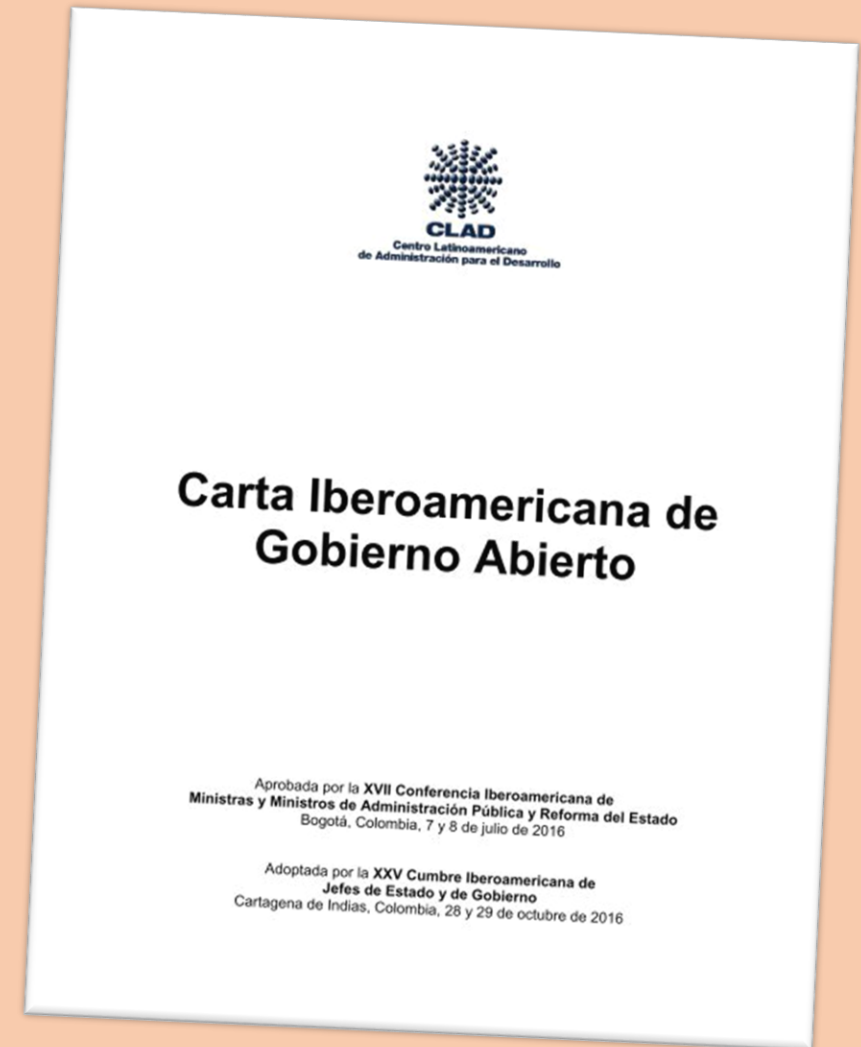 CLAD
Centro Latinoamericano
de Administración para el Desarrollo
Carta Iberoamericana de
Gobierno Abierto
Aprobada por la XVII Conferencia Iberoamericana de
Ministras y Ministros de Administración Pública y Reforma del Estado
Bogotá, Colombia, 7 y 8 de julio de 2016
Adoptada por la XXV Cumbre Iberoamericana de
Jefes de Estado y de Gobierno
Cartagena de Indias, Colombia, 28 y 29 de octubre de 2016